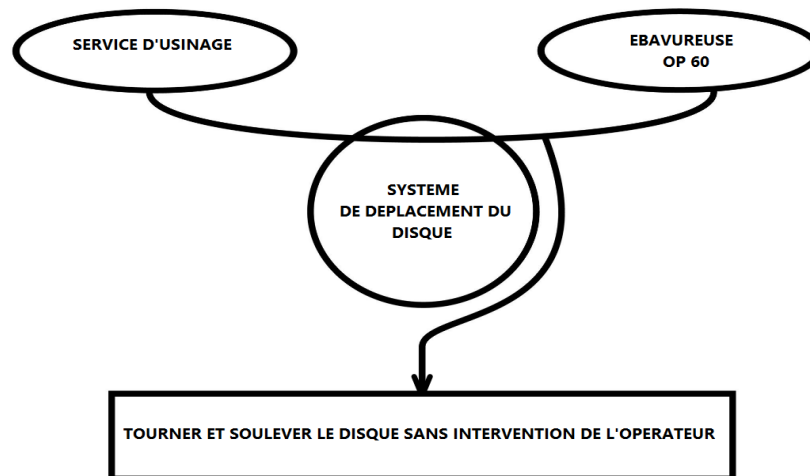 SERVICE D'USINAGE
EBAVUREUSE
OP 60
SYSTEME
DE DEPLACEMENT DU
DISQUE
TOURNER ET SOULEVER LE DISQUE SANS INTERVENTION DE L'OPERATEUR